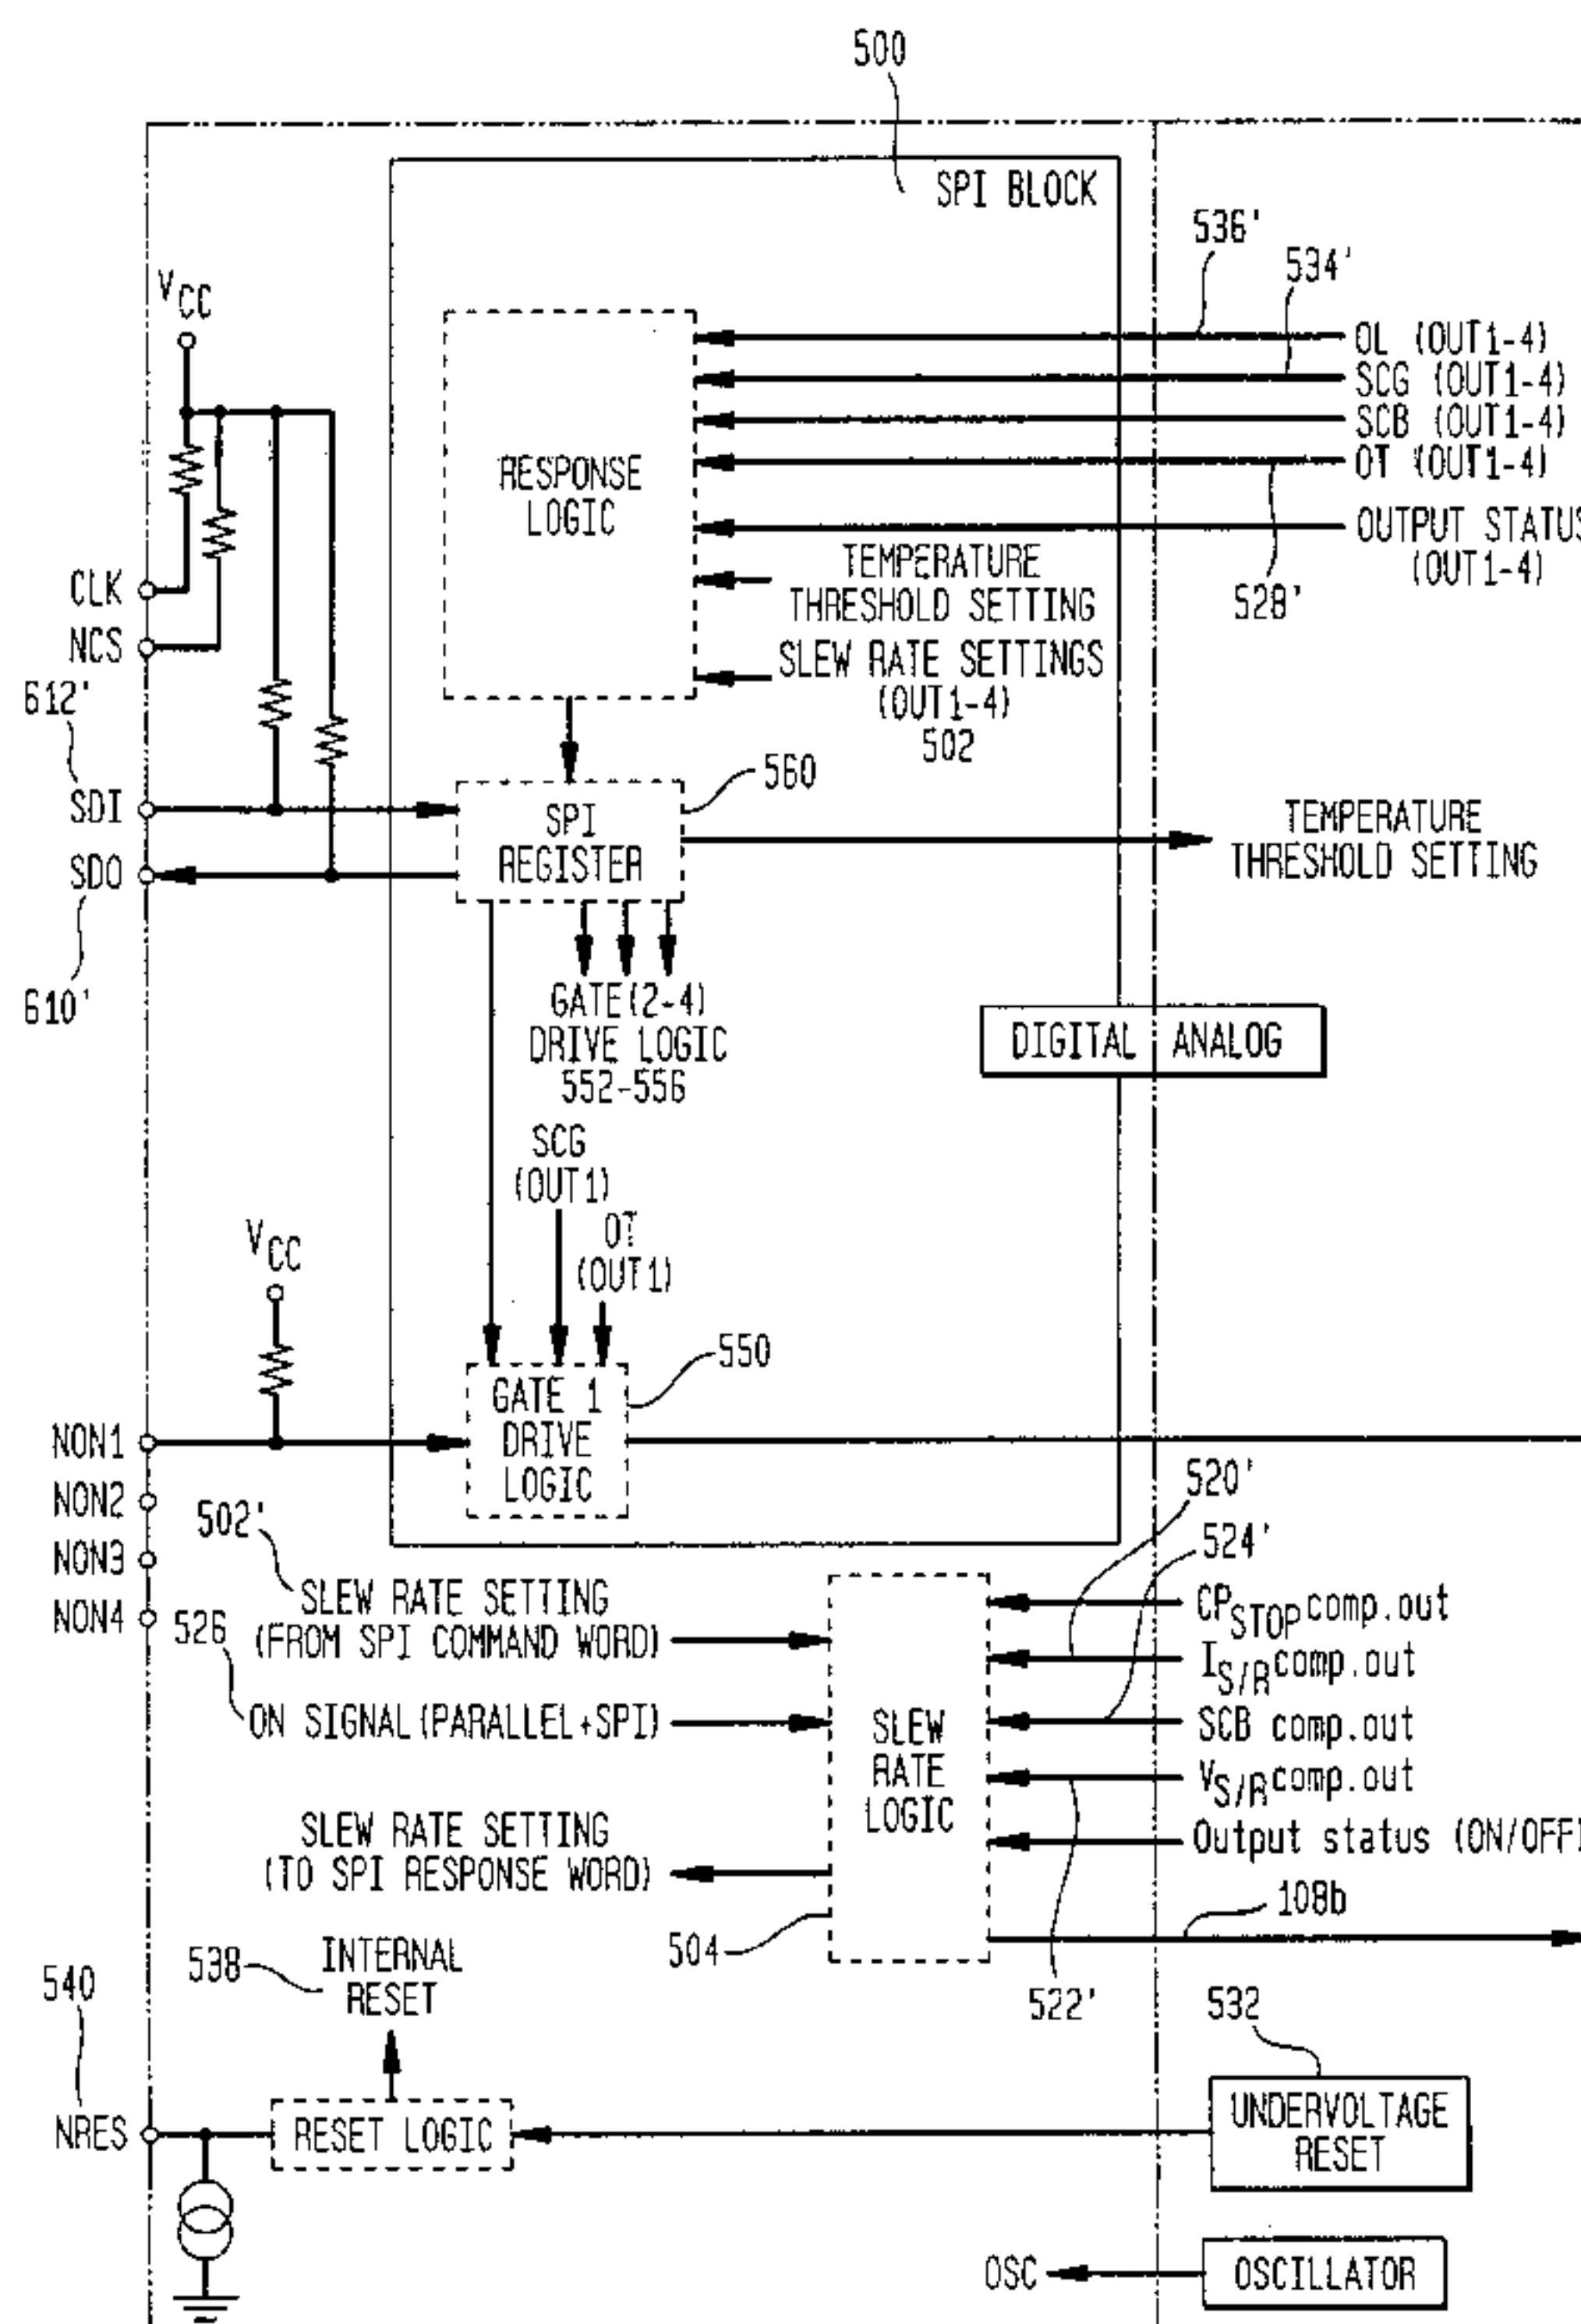 500
SPI BLOCK
536'
534'
VCC
OL (OUT1-4)
SCG (OUT1-4)
SCB (OUT1-4)
OT (OUT1-4)
RESPONSE
LOGIC
OUTPUT STATUS
(OUT1-4)
528'
TEMPERATURE
THRESHOLD SETTING
CLK
NCS
SLEW RATE SETTINGS
(OUT1-4)
502
612'
560
SDI
SPI
REGISTER
TEMPERATURE
THRESHOLD SETTING
SDO
610'
GATE(2-4)
DRIVE LOGIC
552-556
DIGITAL ANALOG
SCG
(OUT1)
OT
(OUT1)
VCC
550
GATE 1
DRIVE
LOGIC
NON1
NON2
NON3
NON4
520'
524'
502'
SLEW RATE SETTING
(FROM SPI COMMAND WORD)
526
ON SIGNAL(PARALLEL+SPI)
CPSTOP comp.out
IS/R comp.out
SCB comp.out
VS/R comp.out
Output status (ON/OFF)
SLEW
RATE
LOGIC
SLEW RATE SETTING
(TO SPI RESPONSE WORD)
108b
504
522'
538
INTERNAL
RESET
540
532
NRES
RESET LOGIC
UNDERVOLTAGE
RESET
OSC
OSCILLATOR